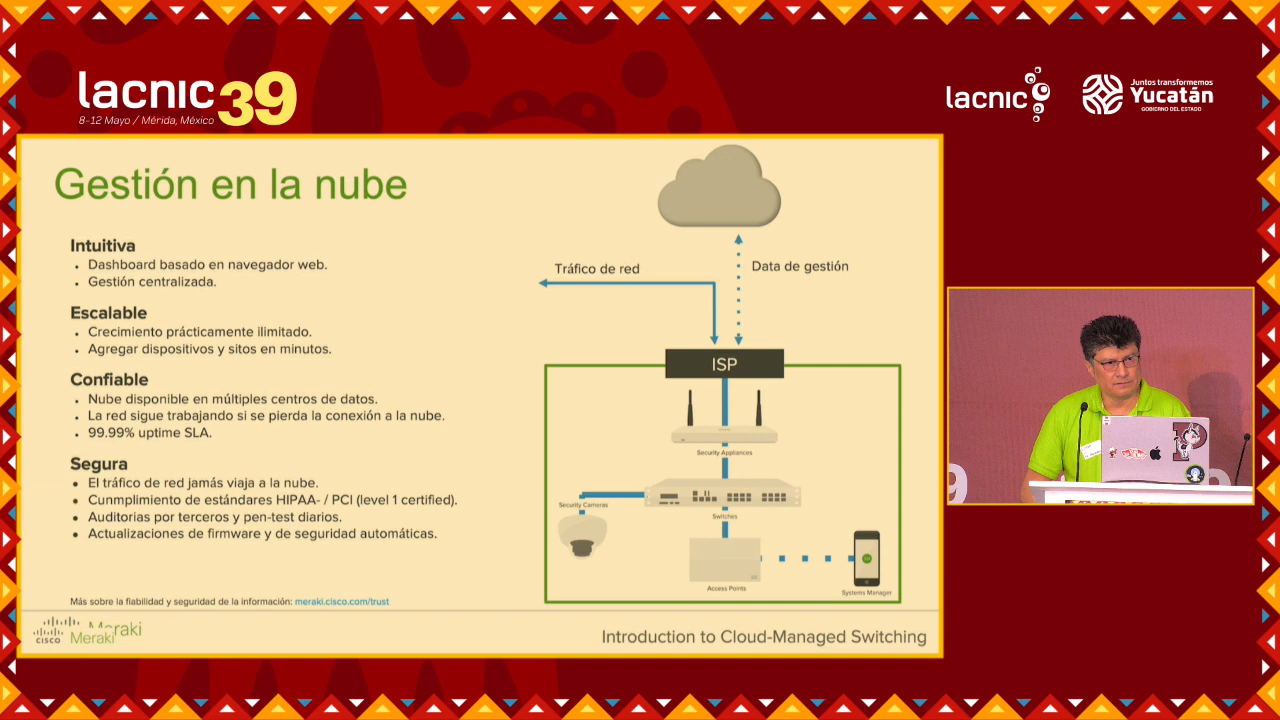 lacnic 39
8-12 Mayo / Mérida, México
lacnic
Juntos transformemos
Yucatán
GOBIERNO DEL ESTADO
Gestión en la nube
Intuitiva
• Dashboard basado en navegador web.
• Gestión centralizada.
Escalable
• Crecimiento prácticamente ilimitado.
• Agregar dispositivos y sitos en minutos.
Confiable
• Nube disponible en múltiples centros de datos.
• La red sigue trabajando si se pierda la conexión a la nube.
• 99.99% uptime SLA.
Segura
• El tráfico de red jamás viaja a la nube.
• Cunmplimiento de estándares HIPAA- / PCI (level 1 certified).
• Auditorias por terceros y pen-test diarios.
• Actualizaciones de firmware y de seguridad automáticas.
Más sobre la fiabilidad y seguridad de la información: meraki.cisco.com/trust
Tráfico de red
Data de gestión
ISP
Security Appliances
Security Cameras
Switches
Access Points
Systems Manager
cisco Meraki
Meraki
Introduction to Cloud-Managed Switching
P
9